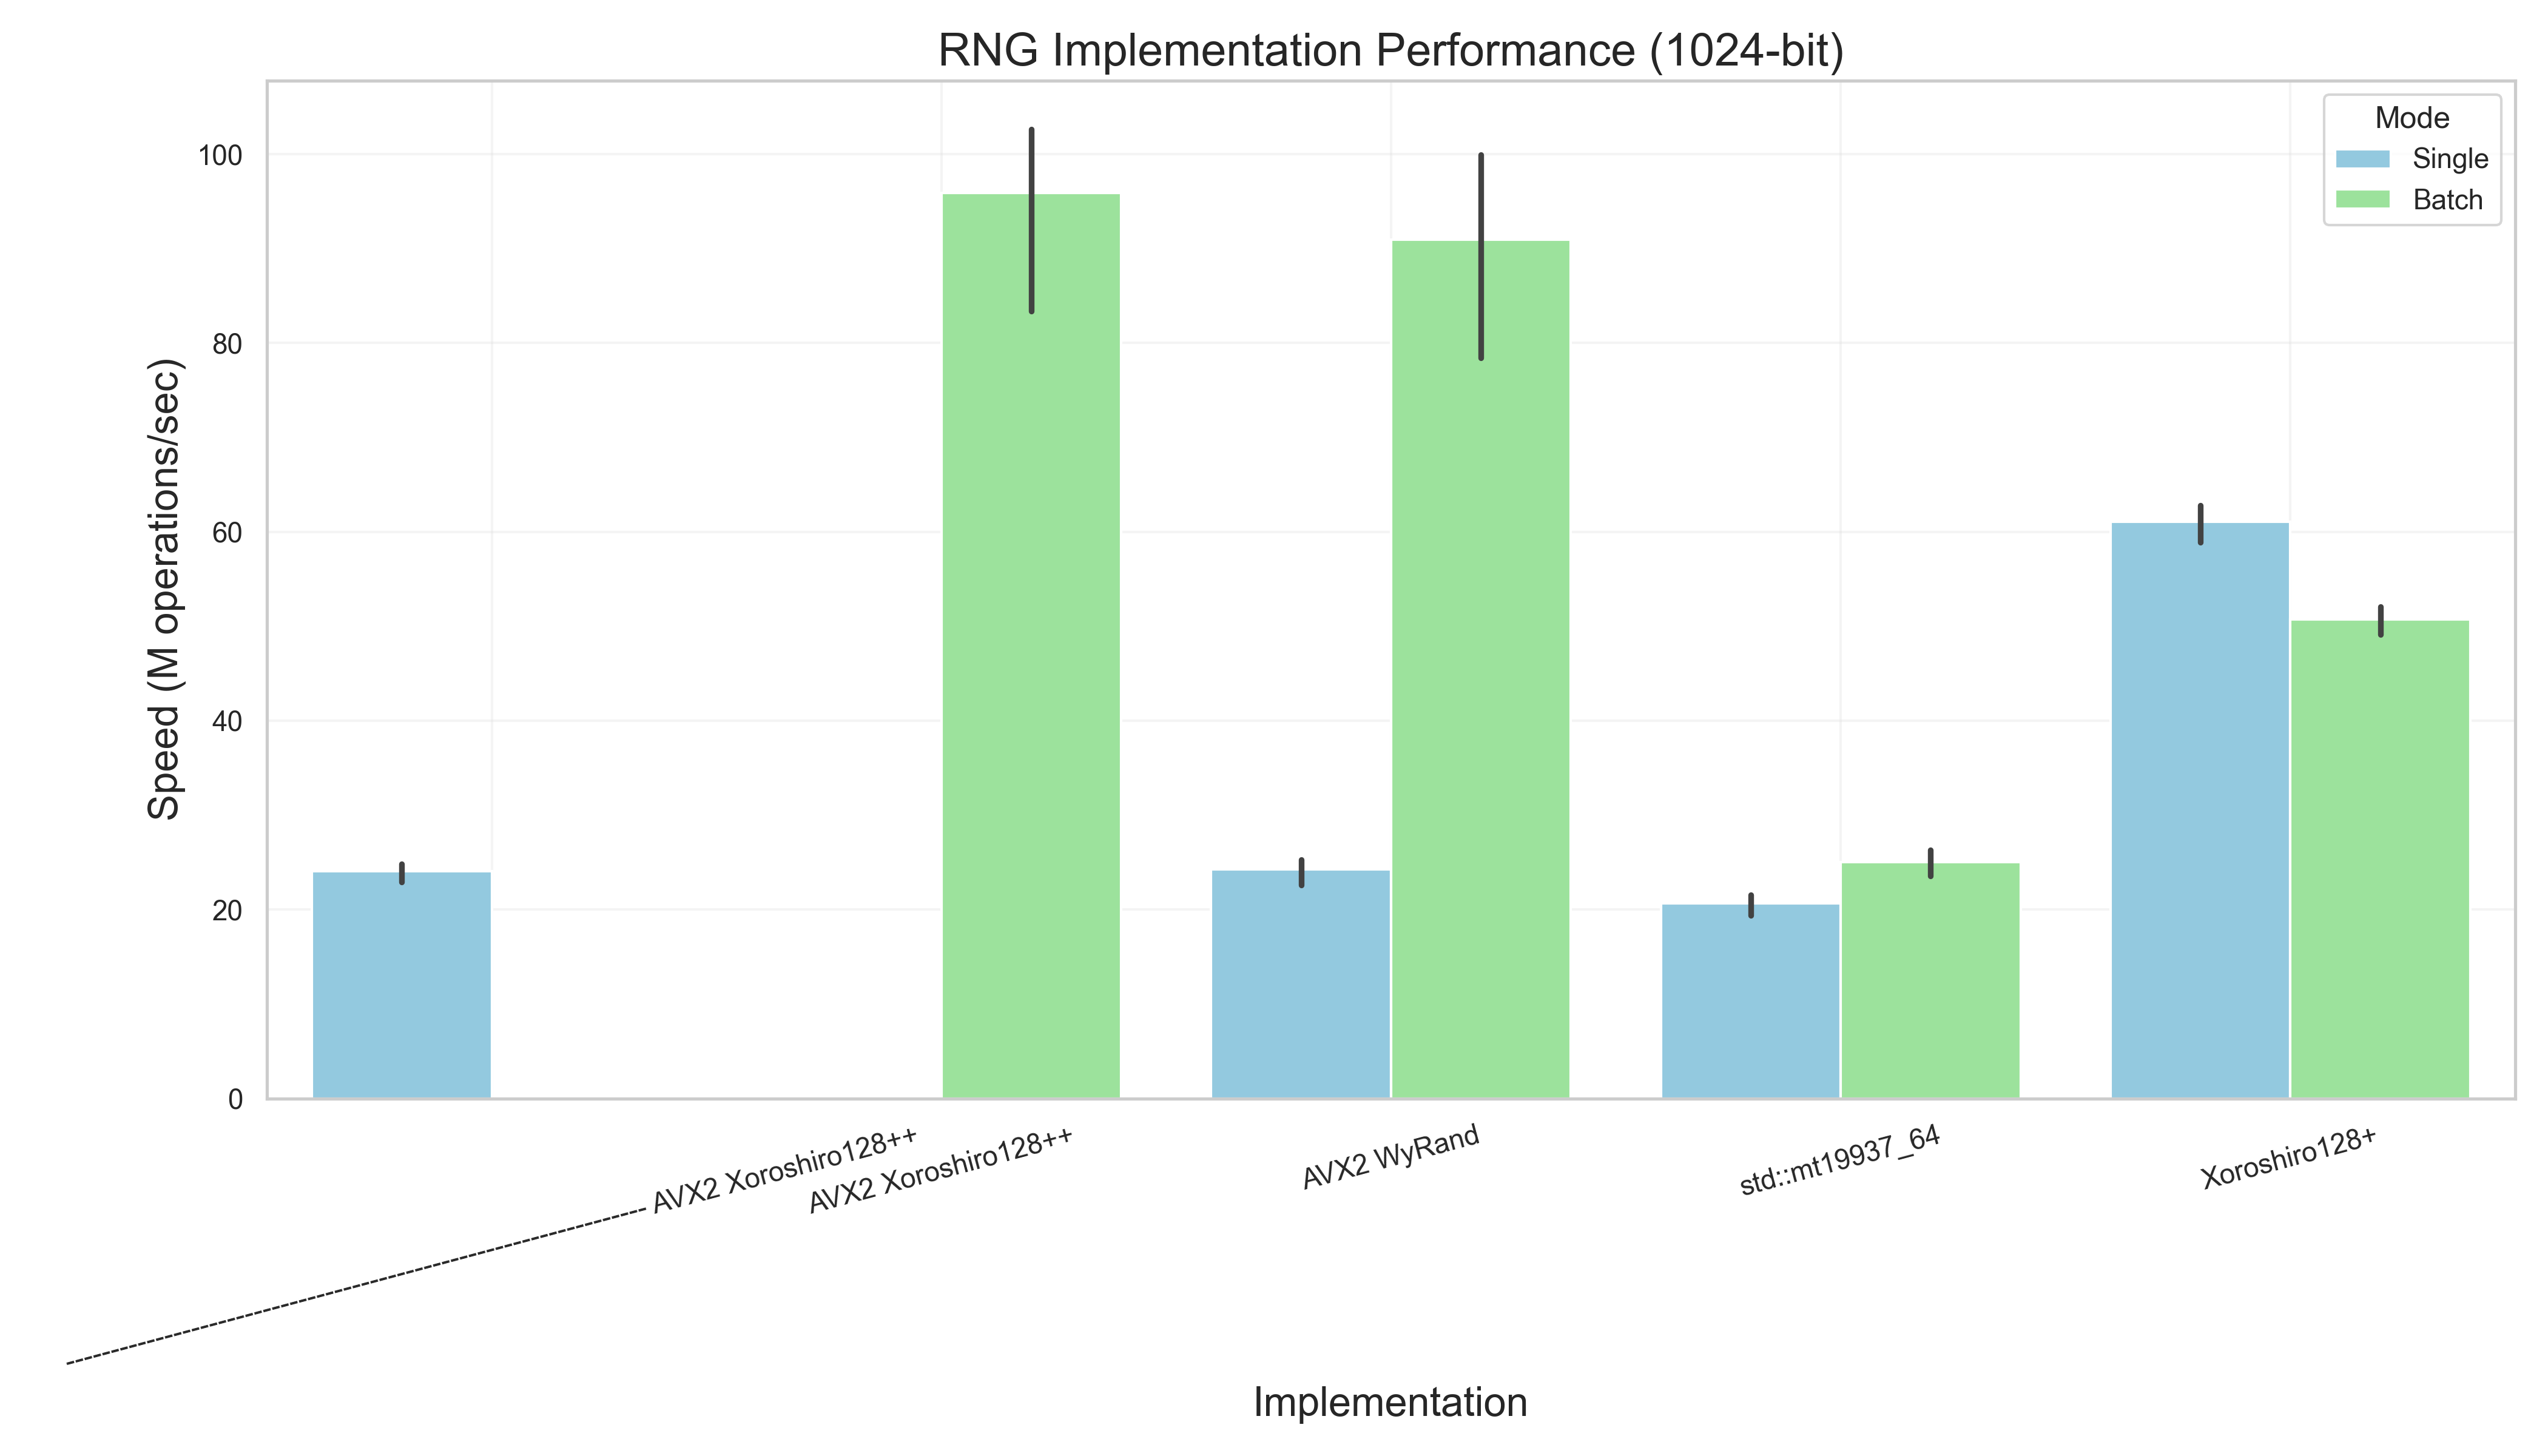 RNG Implementation Performance (1024-bit)
Mode
Single
Batch
Speed (M operations/sec)
100
80
60
40
20
0
-------------------------------------------------------------------------------- AVX2 Xoroshiro128++
AVX2 Xoroshiro128++
AVX2 WyRand
std::mt19937_64
Xoroshiro128+
Implementation